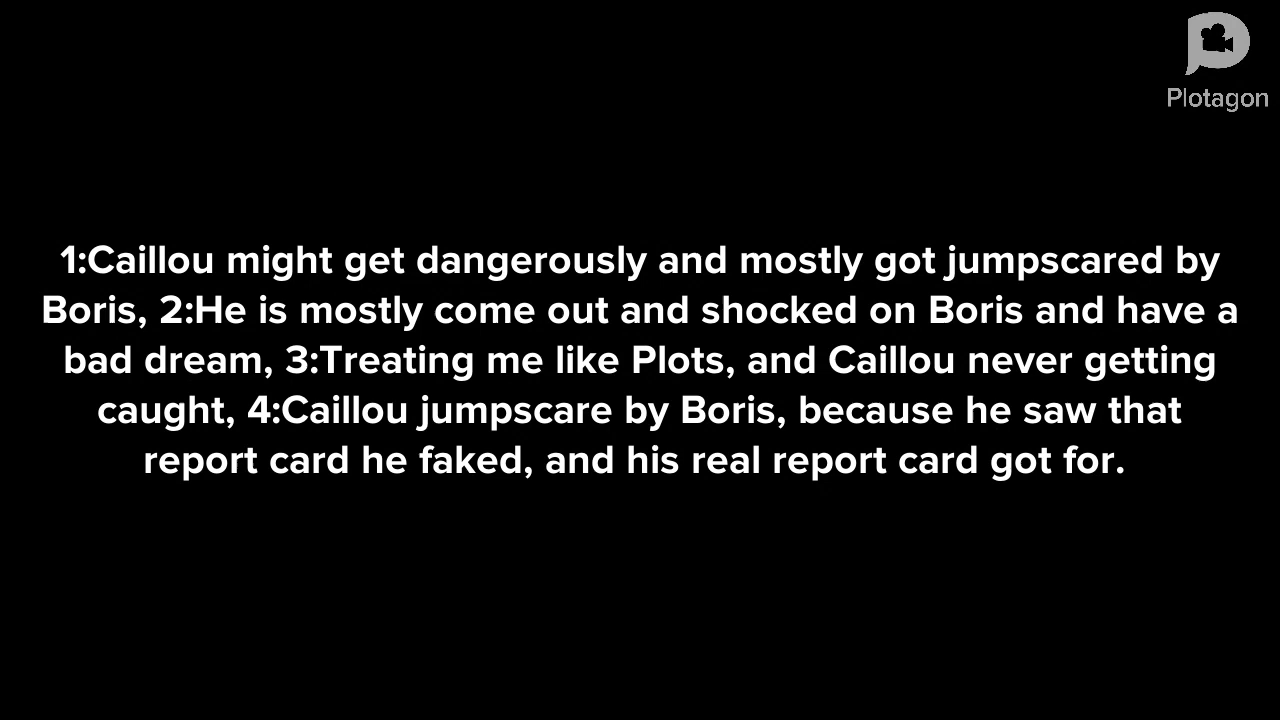 Plotagon
1:Caillou might get dangerously and mostly got jumpscared by
Boris, 2:He is mostly come out and shocked on Boris and have a
bad dream, 3:Treating me like Plots, and Caillou never getting
caught, 4:Caillou jumpscare by Boris, because he saw that
report card he faked, and his real report card got for.